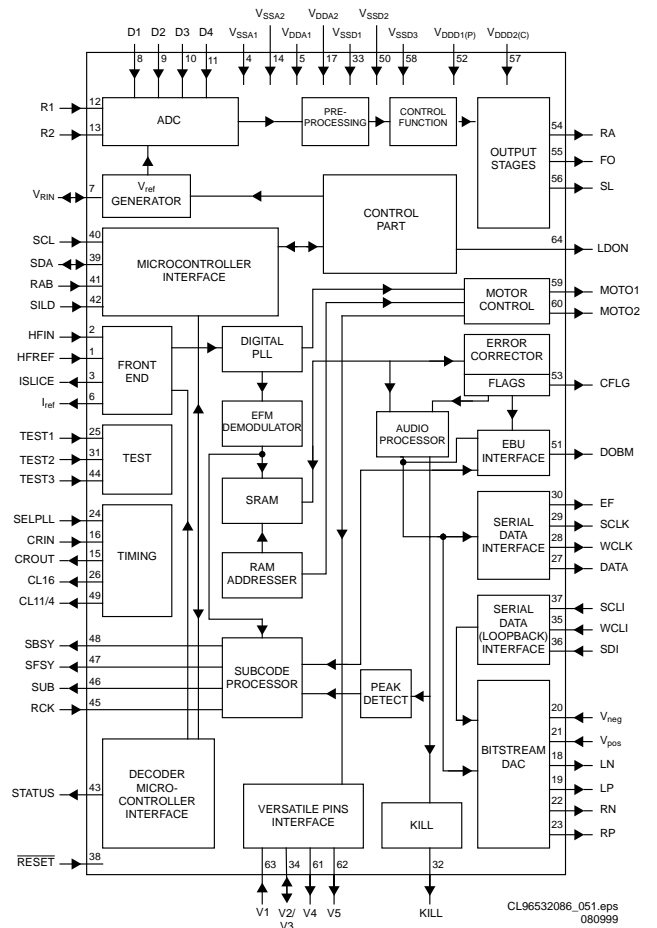 VSSA2 VDDA2 VSSD2
D1 D2 D3 D4 VSSA1 VDDA1 VSSD1 VSSD3 VDDD1(P) VDDD2(C)
8 9 10 11 4 14 5 17 33 50 58 52 57
R1 12
R2 13
ADC
PRE-
PROCESSING
CONTROL
FUNCTION
OUTPUT
STAGES
54 RA
55 FO
56 SL
VRIN 7
Vref
GENERATOR
CONTROL
PART
64 LDON
SCL 40
SDA 39
RAB 41
SILD 42
MICROCONTROLLER
INTERFACE
MOTOR
CONTROL
59 MOTO1
60 MOTO2
HFIN 2
HFREF 1
ISLICE 3
Iref 6
FRONT
END
DIGITAL
PLL
ERROR
CORRECTOR
FLAGS
53 CFLG
EFM
DEMODULATOR
AUDIO
PROCESSOR
EBU
INTERFACE
51 DOBM
TEST1 25
TEST2 31
TEST3 44
TEST
SRAM
RAM
ADDRESSER
SERIAL
DATA
INTERFACE
30 EF
29 SCLK
28 WCLK
27 DATA
SELPLL 24
CRIN 16
CROUT 15
CL16 26
CL11/4 49
TIMING
SERIAL
DATA
(LOOPBACK)
INTERFACE
37 SCLI
35 WCLI
36 SDI
SBSY 48
SFSY 47
SUB 46
RCK 45
SUBCODE
PROCESSOR
PEAK
DETECT
BITSTREAM
DAC
20 Vneg
21 Vpos
18 LN
19 LP
22 RN
23 RP
STATUS 43
DECODER
MICRO-
CONTROLLER
INTERFACE
VERSATILE PINS
INTERFACE
KILL
RESET 38
63 34 61 62 32
V1 V2/ V4 V5 KILL
V3
CL96532086_051.eps
080999